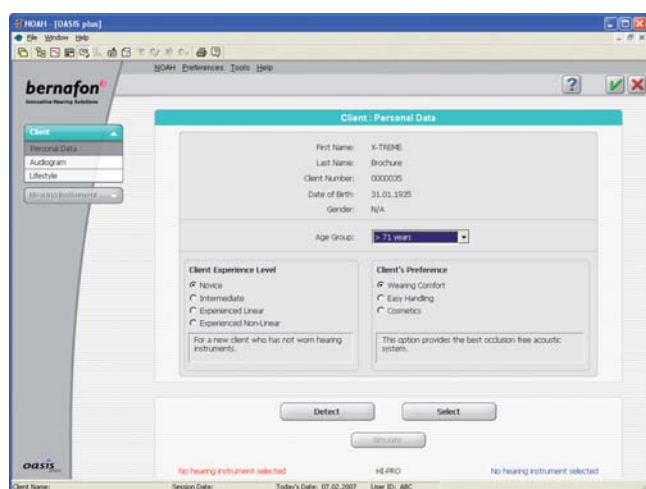 NOAH - [OASIS plus]
File Window Help
NOAH Preferences Tools Help
bernafon®
Innovative Hearing Solutions
Client : Personal Data
Client
Personal Data
Audiogram
Lifestyle
Hearing Instrument
First Name: X-TREME
Last Name: Brochure
Client Number: 0000035
Date of Birth: 31.01.1935
Gender: N/A
Age Group: > 71 years
Client Experience Level
Novice
Intermediate
Experienced Linear
Experienced Non-Linear
For a new client who has not worn hearing
instruments.
Client's Preference
Wearing Comfort
Easy Handling
Cosmetics
This option provides the best occlusion free acoustic
system.
Detect Select
Simulate
oasis
plus
No hearing instrument selected HI-PRO No hearing instrument selected
Client Name: Session Date: Today's Date: 07.02.2007 User ID: ABC